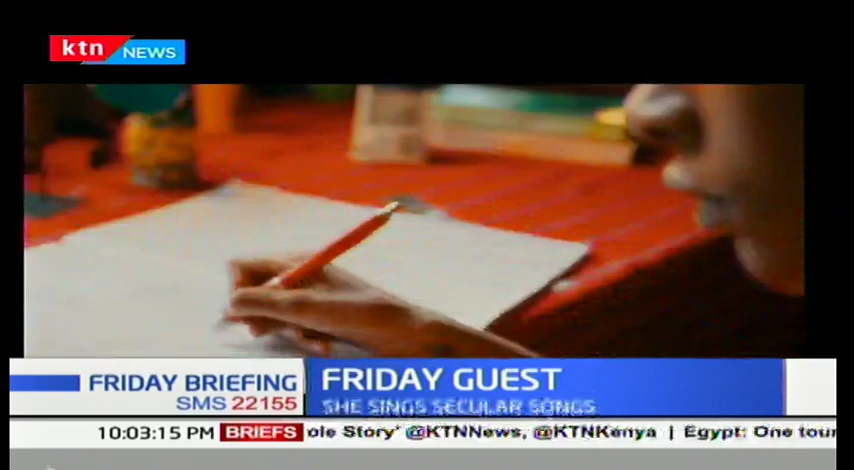 ktn NEWS
FRIDAY BRIEFING
SMS 22155
FRIDAY GUEST
SHE SINGS SECULAR SONGS
10:03:15 PM BRIEFS ole Story" @KTNNews, @KTNKenya | Egypt: One tour